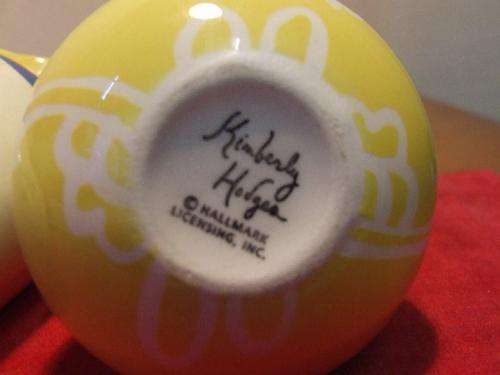 Kimberly
Hodges
© HALLMARK
LICENSING, INC.